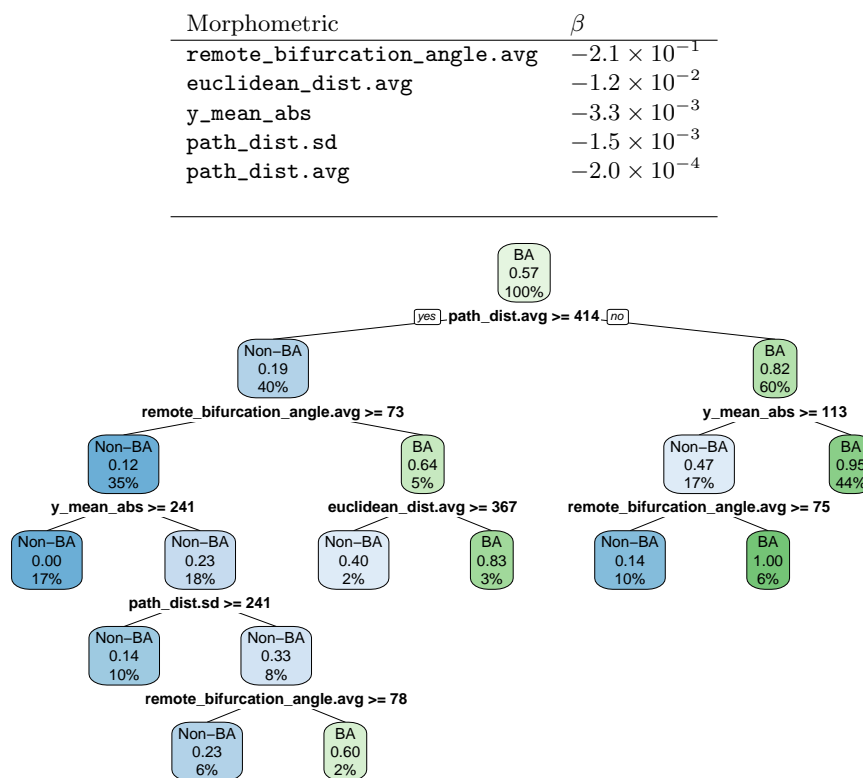 Morphometric β
remote_bifurcation_angle.avg −2.1 × 10⁻¹
euclidean_dist.avg −1.2 × 10⁻²
y_mean_abs −3.3 × 10⁻³
path_dist.sd −1.5 × 10⁻³
path_dist.avg −2.0 × 10⁻⁴
BA
0.57
100%
yes path_dist.avg >= 414 no
Non−BA
0.19
40%
BA
0.82
60%
remote_bifurcation_angle.avg >= 73
y_mean_abs >= 113
Non−BA
0.12
35%
BA
0.64
5%
Non−BA
0.47
17%
BA
0.95
44%
y_mean_abs >= 241
euclidean_dist.avg >= 367
remote_bifurcation_angle.avg >= 75
Non−BA
0.00
17%
Non−BA
0.23
18%
Non−BA
0.40
2%
BA
0.83
3%
Non−BA
0.14
10%
BA
1.00
6%
path_dist.sd >= 241
Non−BA
0.14
10%
Non−BA
0.33
8%
remote_bifurcation_angle.avg >= 78
Non−BA
0.23
6%
BA
0.60
2%